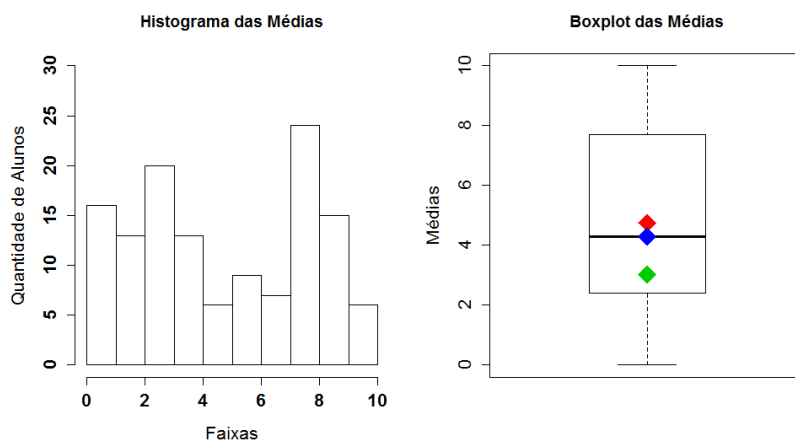 Histograma das Médias
Quantidade de Alunos
30
25
20
15
10
5
0
0 2 4 6 8 10
Faixas
Boxplot das Médias
Médias
10
8
6
4
2
0